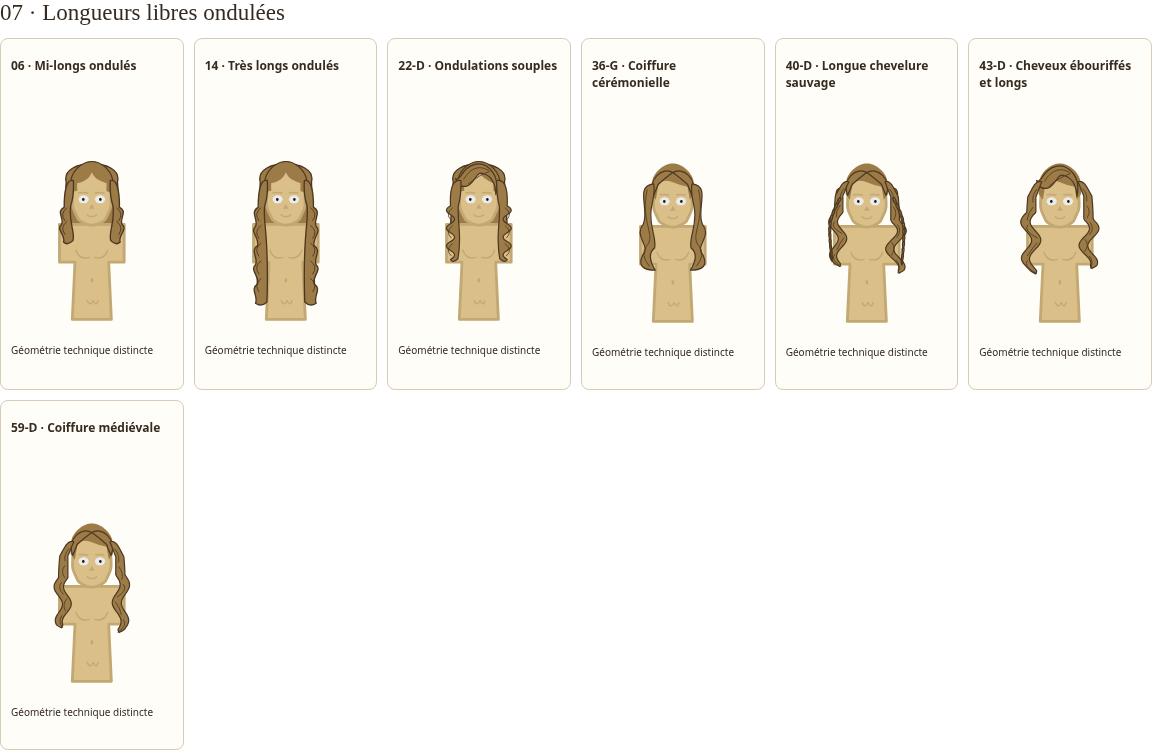 07 · Longueurs libres ondulées
06 · Mi-longs ondulés
Géométrie technique distincte
14 · Très longs ondulés
Géométrie technique distincte
22-D · Ondulations souples
Géométrie technique distincte
36-G · Coiffure
cérémonielle
Géométrie technique distincte
40-D · Longue chevelure
sauvage
Géométrie technique distincte
43-D · Cheveux ébouriffés
et longs
Géométrie technique distincte
59-D · Coiffure médiévale
Géométrie technique distincte